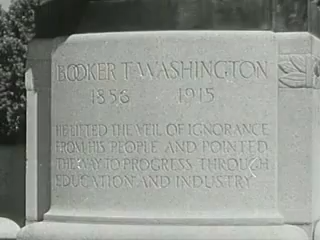 BOOKER T. WASHINGTON
1856 1915
HE LIFTED THE VEIL OF IGNORANCE
FROM HIS PEOPLE AND POINTED
THE WAY TO PROGRESS THROUGH
EDUCATION AND INDUSTRY